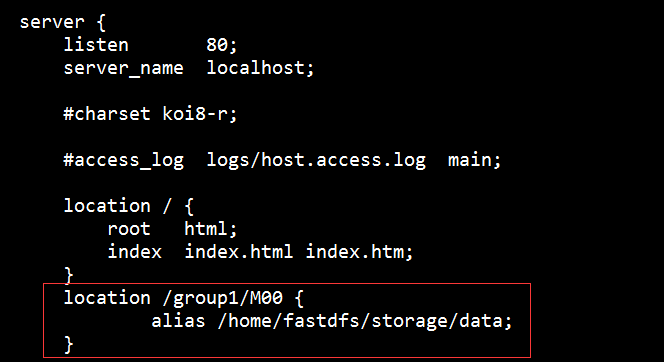 server {
    listen       80;
    server_name  localhost;

    #charset koi8-r;

    #access_log  logs/host.access.log  main;

    location / {
        root   html;
        index  index.html index.htm;
    }
    location /group1/M00 {
            alias /home/fastdfs/storage/data;
    }